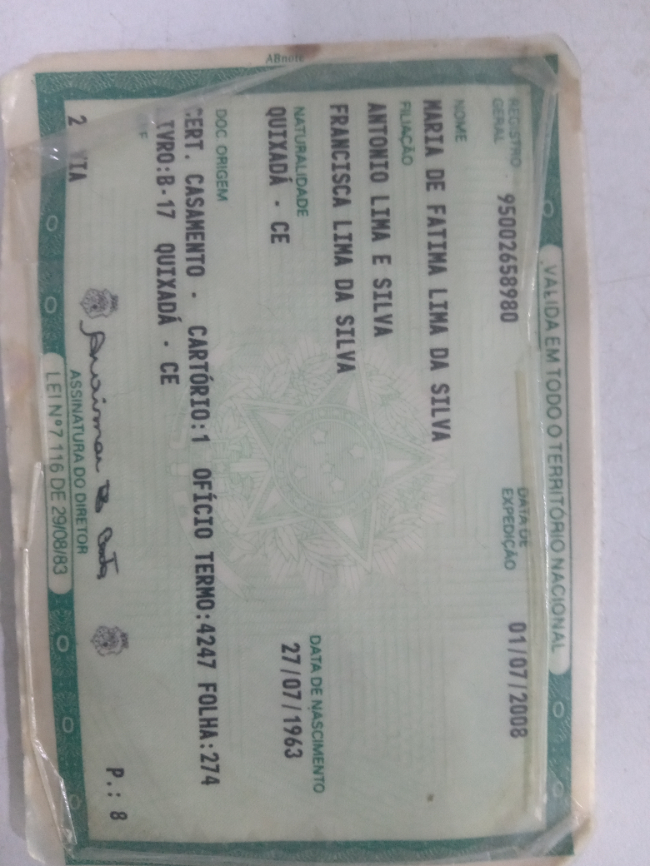 ABnote
VALIDA EM TODO O TERRITÓRIO NACIONAL
REGISTRO GERAL 95002658980 DATA DE EXPEDIÇÃO 01/07/2008
NOME
MARIA DE FATIMA LIMA DA SILVA
FILIAÇÃO
ANTONIO LIMA E SILVA
FRANCISCA LIMA DA SILVA
NATURALIDADE DATA DE NASCIMENTO
QUIXADÁ - CE 27/07/1963
DOC ORIGEM
CERT. CASAMENTO - CARTÓRIO:1 OFÍCIO TERMO:4247 FOLHA:274
LIVRO:B-17 QUIXADÁ - CE
2 VIA P.: 8
ASSINATURA DO DIRETOR
LEI Nº 7.116 DE 29/08/83